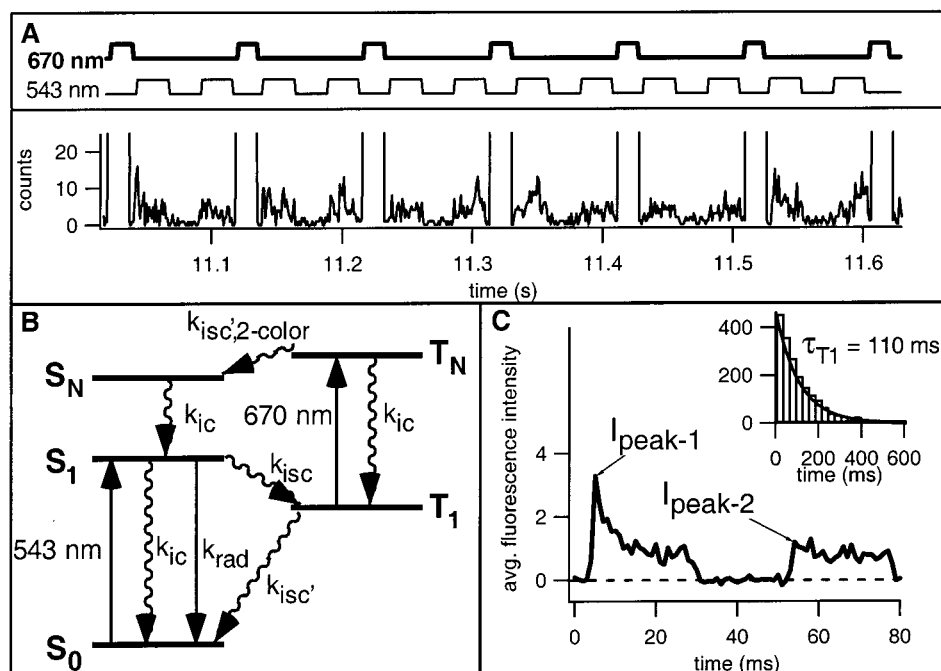 A
670 nm
543 nm
counts
20
10
0
11.1 11.2 11.3 11.4 11.5 11.6
time (s)
B
k_isc',2-color
T_N
S_N
k_ic
670 nm
k_ic
S_1
k_isc
T_1
543 nm
k_ic
k_rad
k_isc'
S_0
C
400
200
0
τ_T1 = 110 ms
0 200 400 600
time (ms)
avg. fluorescence intensity
4
2
0
I_peak-1
I_peak-2
0 20 40 60 80
time (ms)